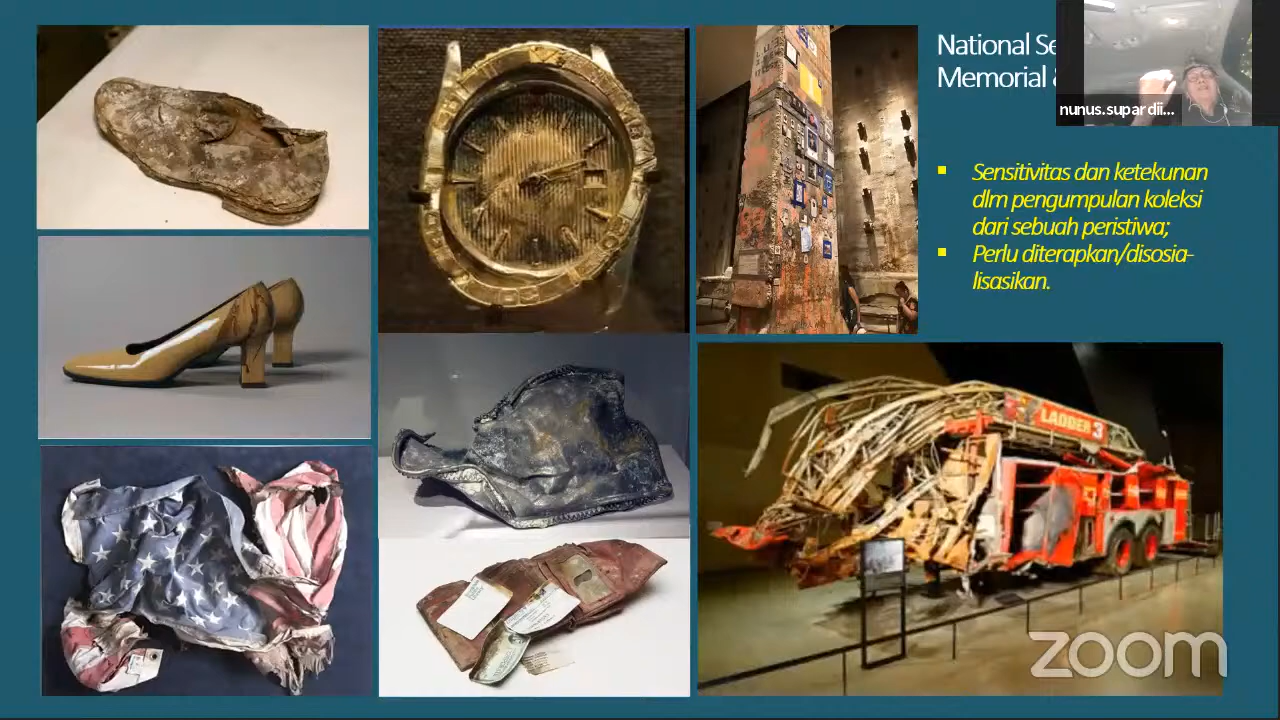 National Se
Memorial &
nunus.supardii...
Sensitivitas dan ketekunan
dlm pengumpulan koleksi
dari sebuah peristiwa;
Perlu diterapkan/disosia-
lisasikan.
LADDER 3
zoom